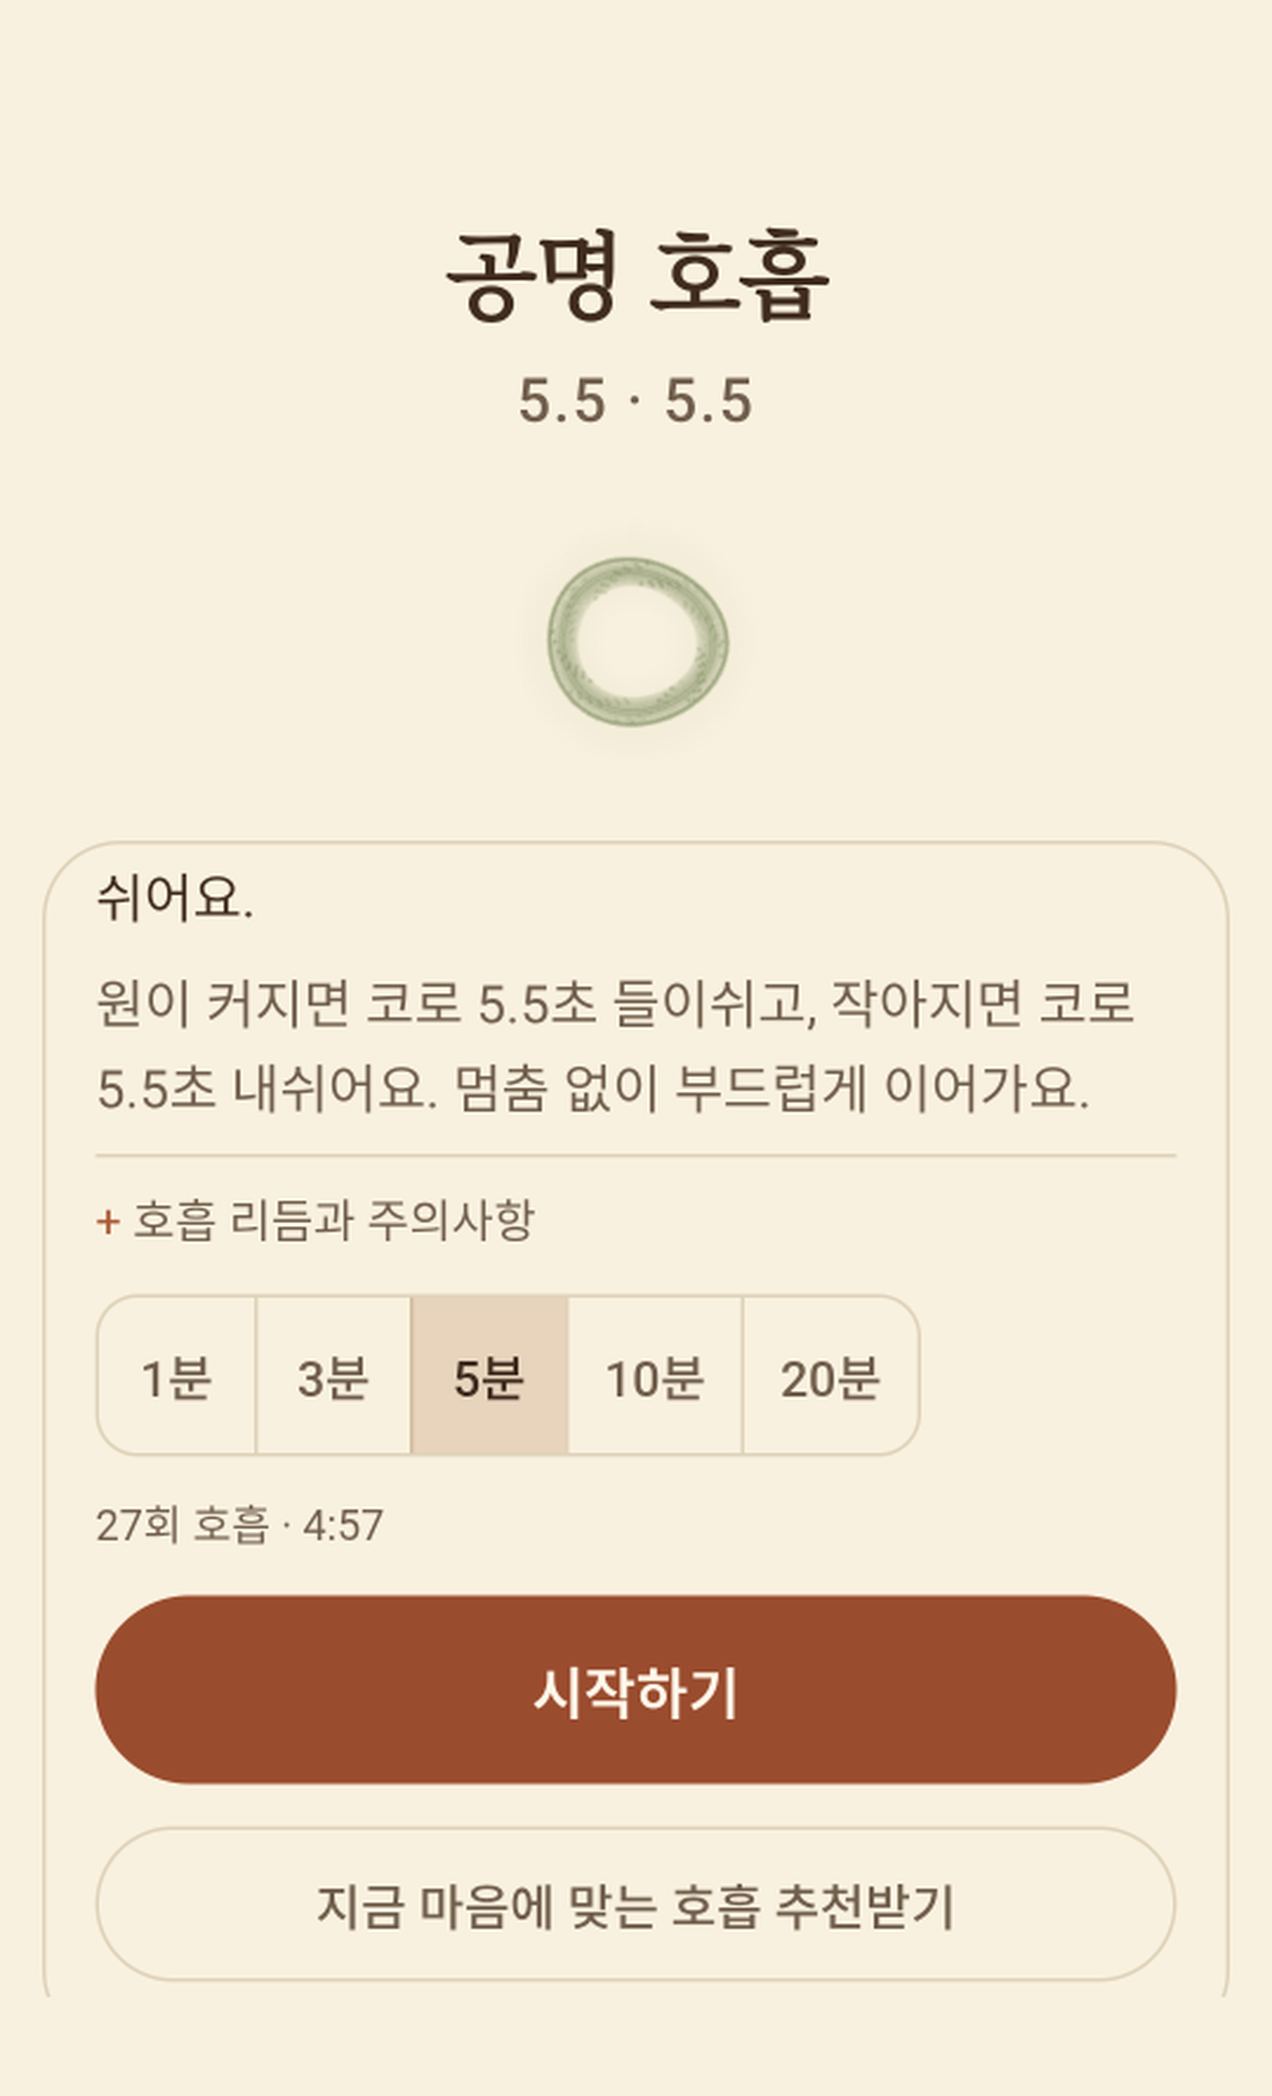 공명 호흡
5.5 · 5.5
쉬어요.
원이 커지면 코로 5.5초 들이쉬고, 작아지면 코로
5.5초 내쉬어요. 멈춤 없이 부드럽게 이어가요.
+ 호흡 리듬과 주의사항
1분 3분 5분 10분 20분
27회 호흡 · 4:57
시작하기
지금 마음에 맞는 호흡 추천받기